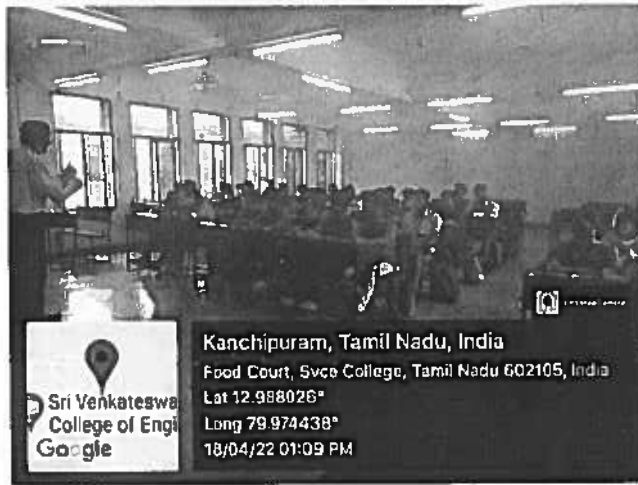 Kanchipuram, Tamil Nadu, India
Food Court, Svce College, Tamil Nadu 602105, India
Lat 12.988026°
Long 79.974438°
18/04/22 01:09 PM
Sri Venkateswa
College of Engi
Google